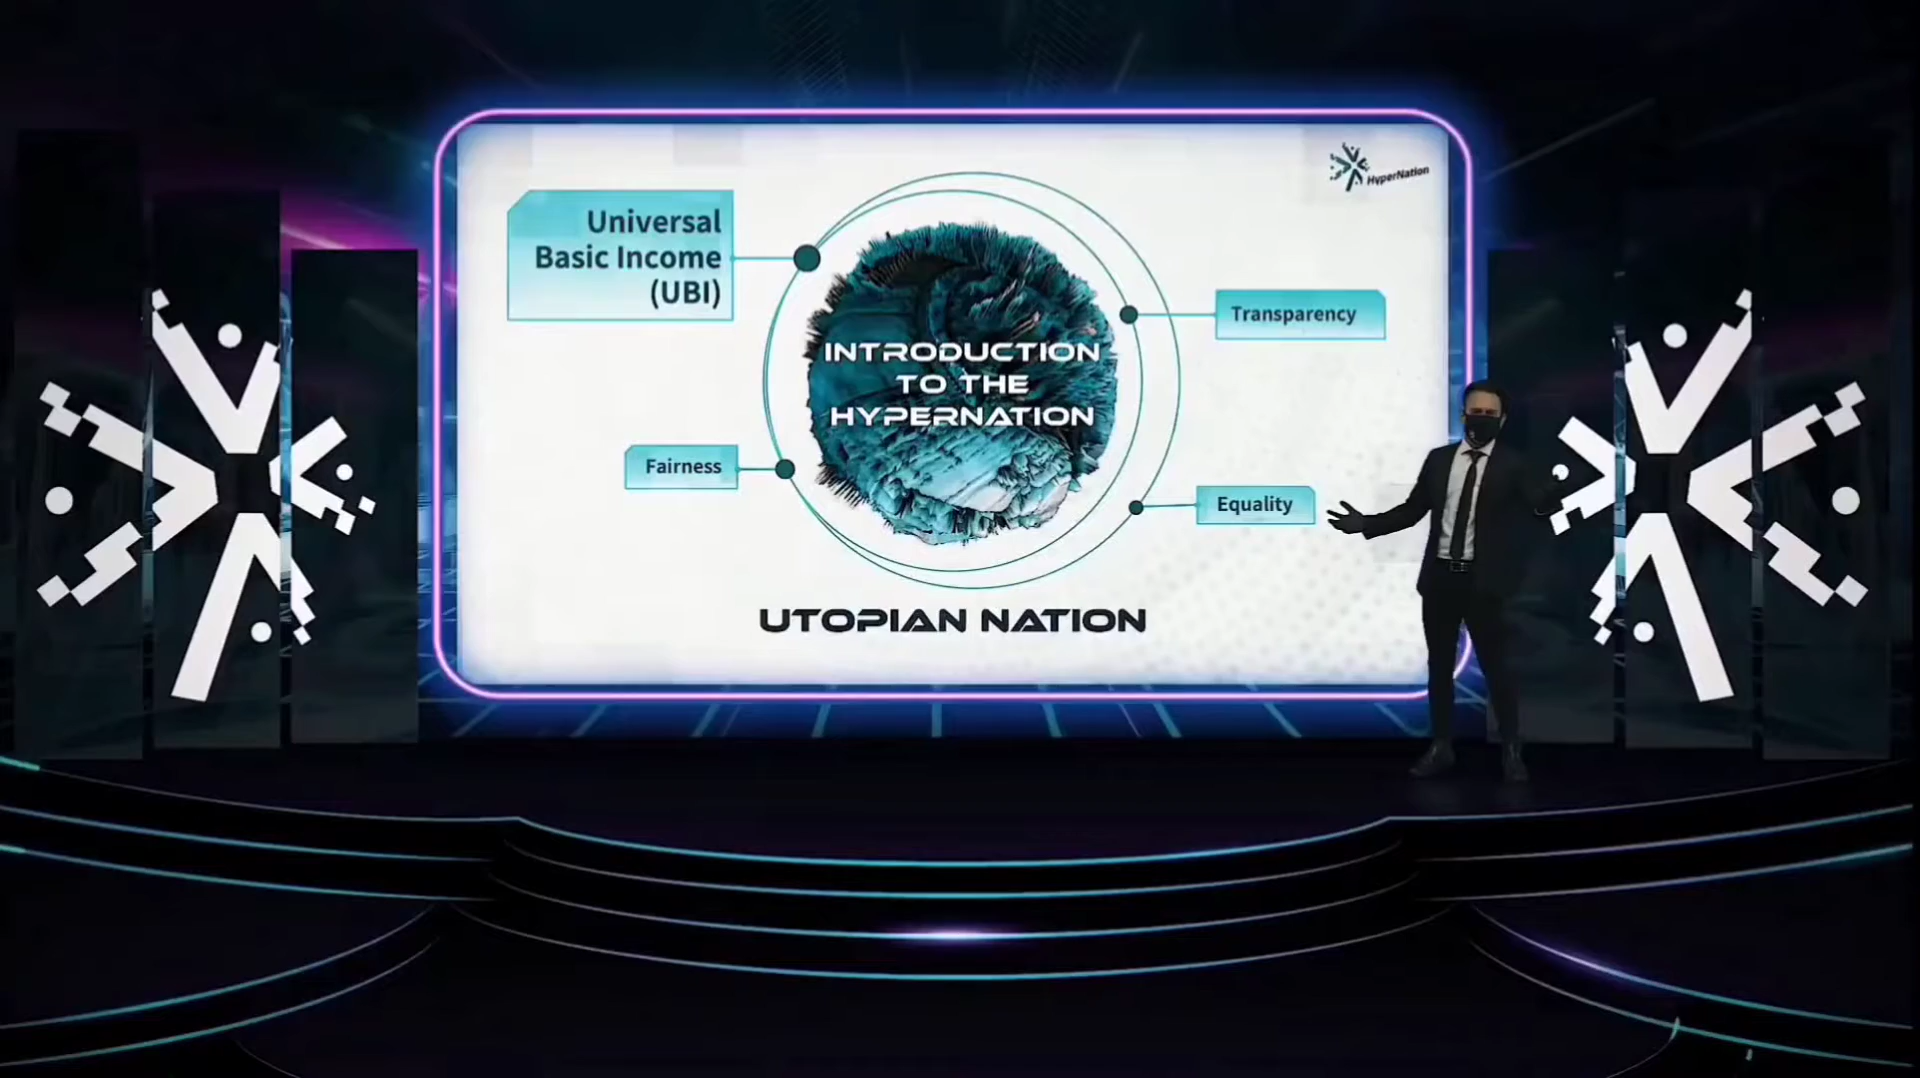 Universal
Basic Income
(UBI)
HyperNation
Transparency
INTRODUCTION
TO THE
HYPERNATION
Fairness
Equality
UTOPIAN NATION